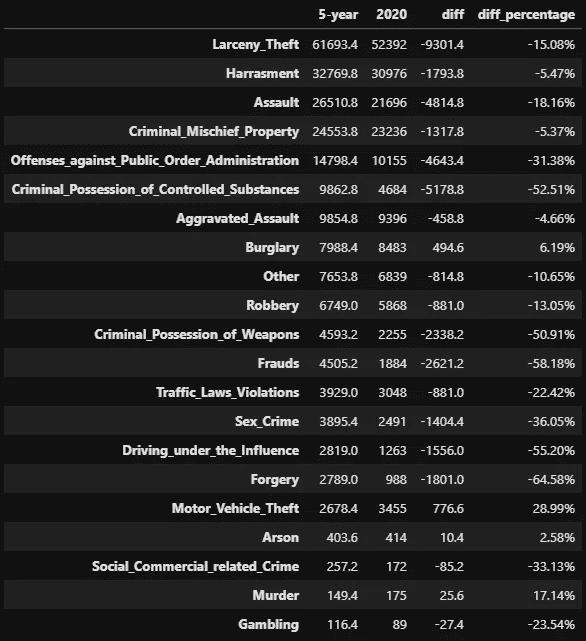 5-year 2020 diff diff_percentage
Larceny_Theft 61693.4 52392 -9301.4 -15.08%
Harrasment 32769.8 30976 -1793.8 -5.47%
Assault 26510.8 21696 -4814.8 -18.16%
Criminal_Mischief_Property 24553.8 23236 -1317.8 -5.37%
Offenses_against_Public_Order_Administration 14798.4 10155 -4643.4 -31.38%
Criminal_Possession_of_Controlled_Substances 9862.8 4684 -5178.8 -52.51%
Aggravated_Assault 9854.8 9396 -458.8 -4.66%
Burglary 7988.4 8483 494.6 6.19%
Other 7653.8 6839 -814.8 -10.65%
Robbery 6749.0 5868 -881.0 -13.05%
Criminal_Possession_of_Weapons 4593.2 2255 -2338.2 -50.91%
Frauds 4505.2 1884 -2621.2 -58.18%
Traffic_Laws_Violations 3929.0 3048 -881.0 -22.42%
Sex_Crime 3895.4 2491 -1404.4 -36.05%
Driving_under_the_Influence 2819.0 1263 -1556.0 -55.20%
Forgery 2789.0 988 -1801.0 -64.58%
Motor_Vehicle_Theft 2678.4 3455 776.6 28.99%
Arson 403.6 414 10.4 2.58%
Social_Commercial_related_Crime 257.2 172 -85.2 -33.13%
Murder 149.4 175 25.6 17.14%
Gambling 116.4 89 -27.4 -23.54%